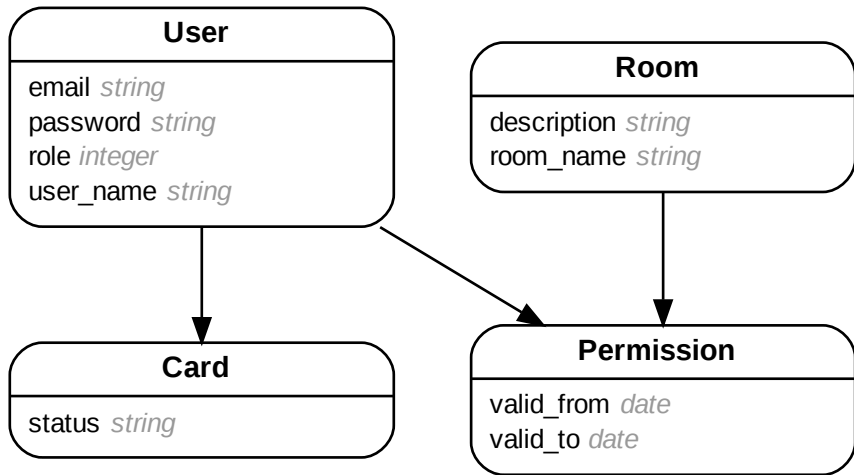 User
email string
password string
role integer
user_name string
Room
description string
room_name string
Card
status string
Permission
valid_from date
valid_to date